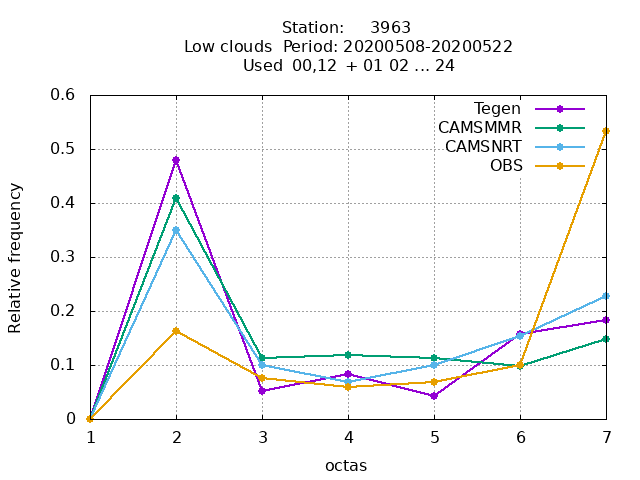 Station: 3963
Low clouds Period: 20200508-20200522
Used 00,12 + 01 02 ... 24
Tegen
CAMSMMR
CAMSNRT
OBS
Relative frequency
0.6
0.5
0.4
0.3
0.2
0.1
0
1 2 3 4 5 6 7
octas